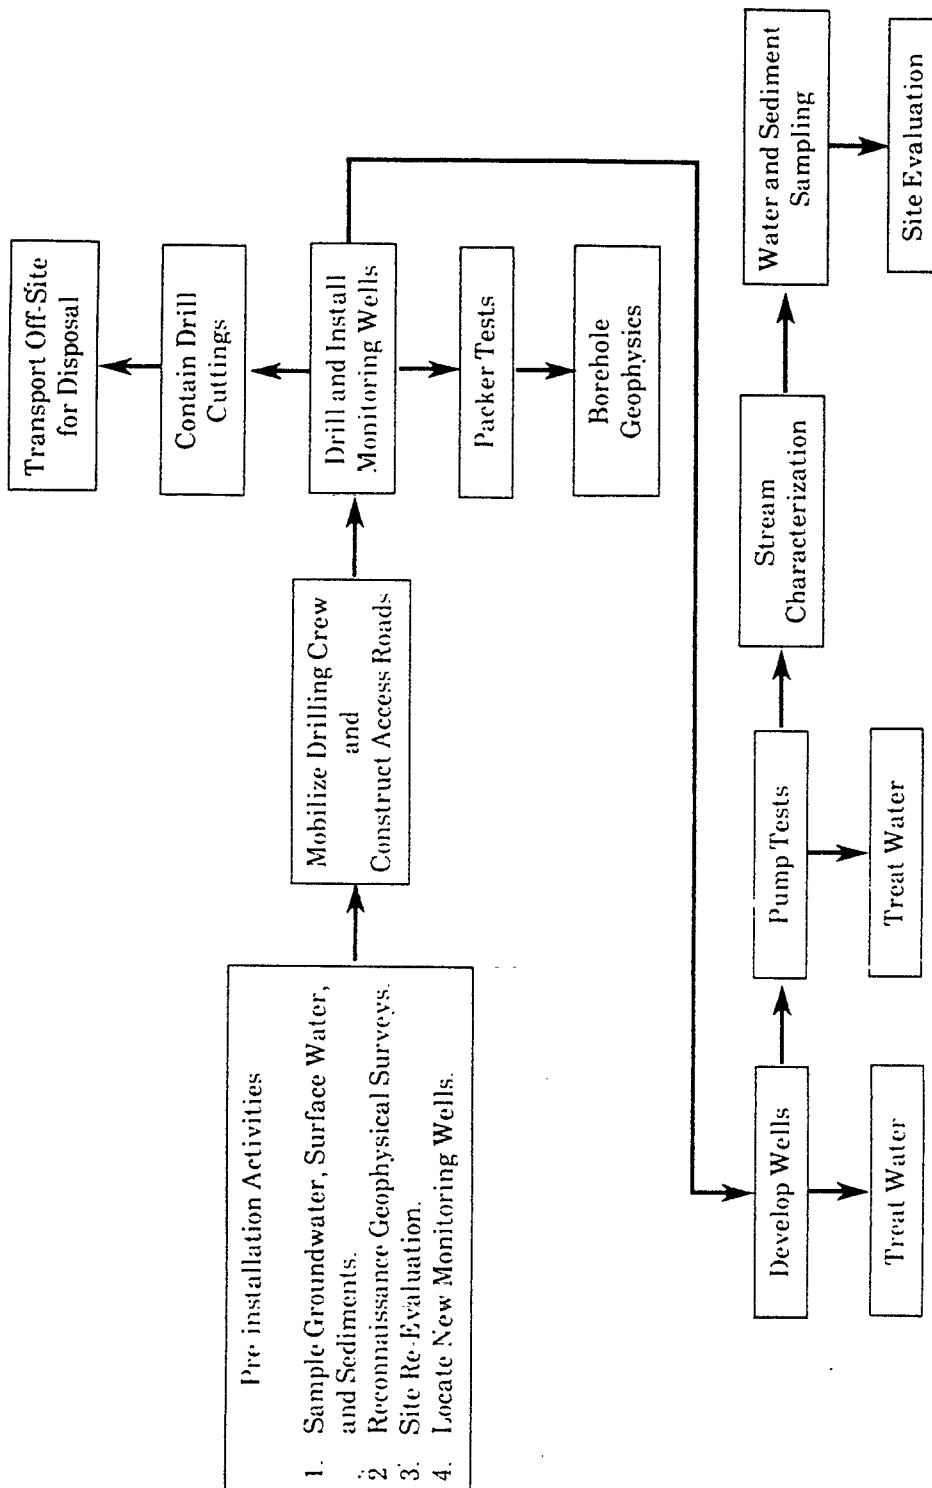 Pre installation Activities
1. Sample Groundwater, Surface Water,
and Sediments.
2 Reconnaissance Geophysical Surveys.
3. Site Re-Evaluation.
4. Locate New Monitoring Wells.
Mobilize Drilling Crew
and
Construct Access Roads
Transport Off-Site
for Disposal
Contain Drill
Cuttings
Drill and Install
Monitoring Wells
Packer Tests
Borehole
Geophysics
Develop Wells
Treat Water
Pump Tests
Treat Water
Stream
Characterization
Water and Sediment
Sampling
Site Evaluation